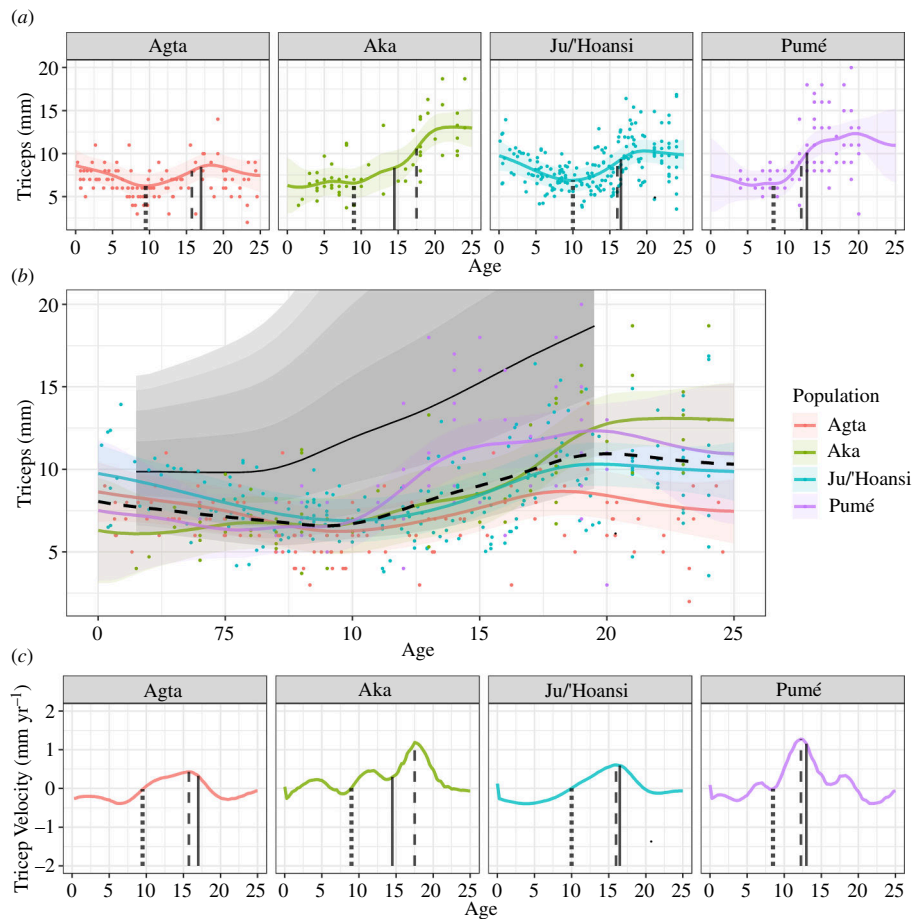 (a)
Agta Aka Ju/'Hoansi Pumé
Triceps (mm)
20
15
10
5
0 5 10 15 20 25 0 5 10 15 20 25 0 5 10 15 20 25 0 5 10 15 20 25
Age
(b)
Triceps (mm)
20
15
10
5
0 75 10 15 20 25
Age
Population
Agta
Aka
Ju/'Hoansi
Pumé
(c)
Agta Aka Ju/'Hoansi Pumé
Tricep Velocity (mm yr⁻¹)
2
1
0
−1
−2
0 5 10 15 20 25 0 5 10 15 20 25 0 5 10 15 20 25 0 5 10 15 20 25
Age